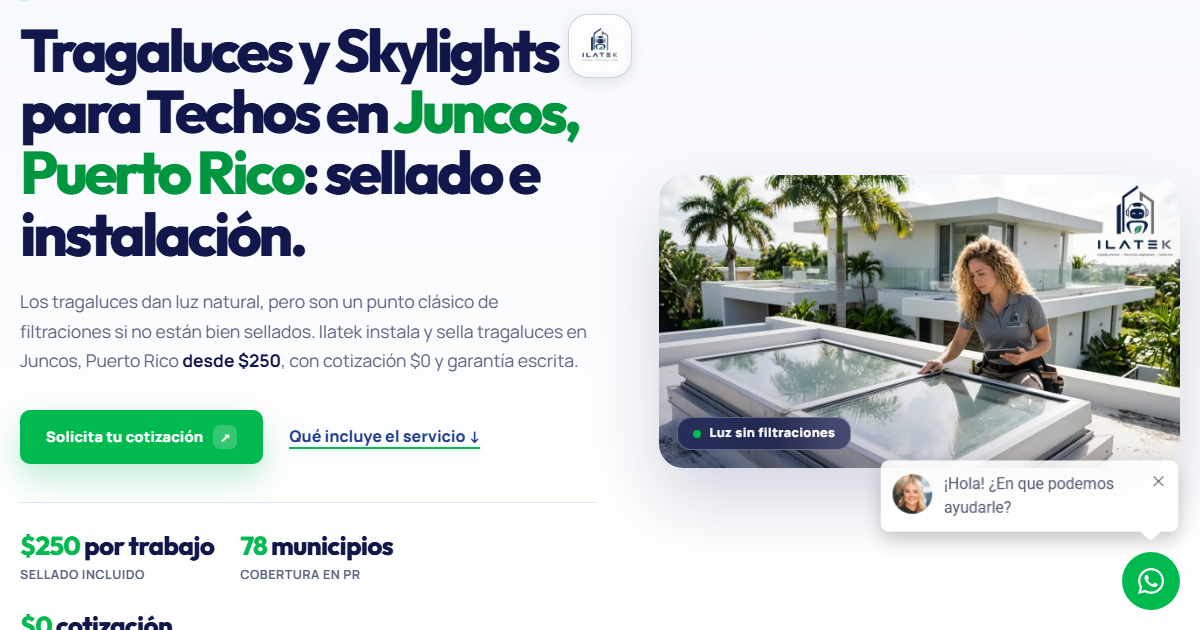 Tragaluces y Skylights
ILATEK
para Techos en Juncos,
Puerto Rico: sellado e
instalación.
Los tragaluces dan luz natural, pero son un punto clásico de
filtraciones si no están bien sellados. Ilatek instala y sella tragaluces en
Juncos, Puerto Rico desde $250, con cotización $0 y garantía escrita.
Solicita tu cotización ↗
Qué incluye el servicio ↓
$250 por trabajo
SELLADO INCLUIDO
78 municipios
COBERTURA EN PR
$0 cotización
ILATEK
Luz sin filtraciones
¡Hola! ¿En que podemos
ayudarle?